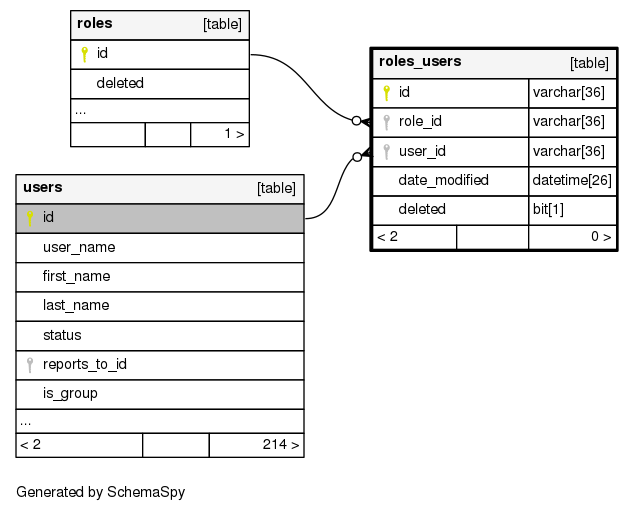 roles [table]
id
deleted
...
1 >
roles_users [table]
id varchar[36]
role_id varchar[36]
user_id varchar[36]
date_modified datetime[26]
deleted bit[1]
< 2 0 >
users [table]
id
user_name
first_name
last_name
status
reports_to_id
is_group
...
< 2 214 >
Generated by SchemaSpy